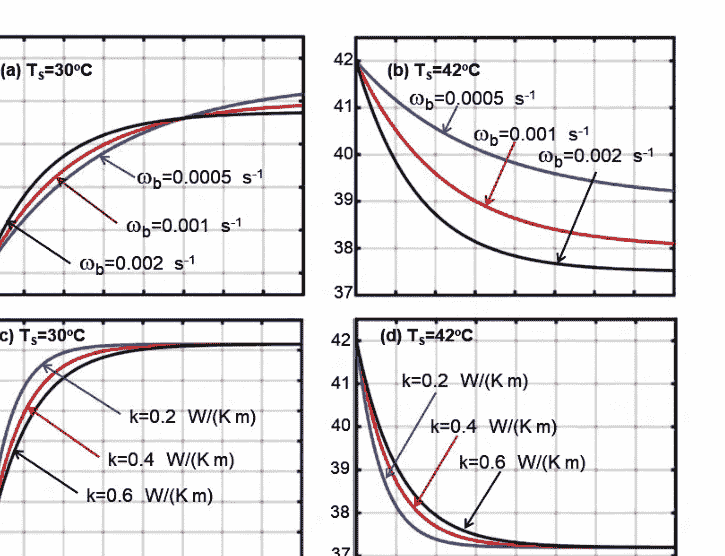 (a) Ts=30°C
ωb=0.0005 s-1
ωb=0.001 s-1
ωb=0.002 s-1
42
41
40
39
38
37
(b) Ts=42°C
ωb=0.0005 s-1
ωb=0.001 s-1
ωb=0.002 s-1
c) Ts=30°C
k=0.2 W/(K m)
k=0.4 W/(K m)
k=0.6 W/(K m)
42
41
40
39
38
37
(d) Ts=42°C
k=0.2 W/(K m)
k=0.4 W/(K m)
k=0.6 W/(K m)